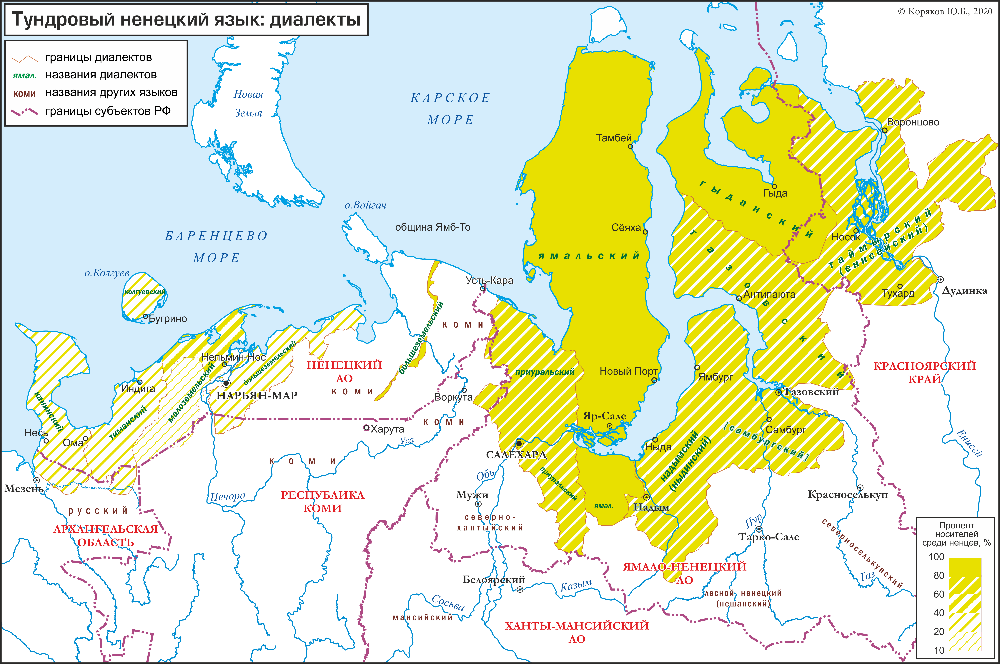 Тундровый ненецкий язык: диалекты
© Коряков Ю.Б., 2020
границы диалектов
ямал. названия диалектов
коми названия других языков
границы субъектов РФ
Новая
Земля
КАРСКОЕ
МОРЕ
БАРЕНЦЕВО
МОРЕ
о.Вайгач
община Ямб-То
о.Колгуев
колгуевский
Бугрино
Усть-Кара
Тамбей
Сёяха
ямальский
Новый Порт
Яр-Сале
Воронцово
Гыда
гыданский
Носок
таймырский
(енисейский)
Тухард
Дудинка
тазовский
Антипаюта
Ямбург
Тазовский
Самбург
[самбургский]
Ныда
надымский
(ныдинский)
Надым
ямал.
приуральский
приуральский
САЛЕХАРД
коми
большеземельский
большеземельский
Нельмин-Нос
НАРЬЯН-МАР
малоземельский
Индига
тиманский
канинский
Несь
Ома
Мезень
НЕНЕЦКИЙ
АО
коми
Воркута
коми
Харута
Уса
коми
Печора
РЕСПУБЛИКА
КОМИ
русский
АРХАНГЕЛЬСКАЯ
ОБЛАСТЬ
Обь
Мужи
северно-
хантыйский
Белоярский
Казым
Сосьва
мансийский
ХАНТЫ-МАНСИЙСКИЙ
АО
ЯМАЛО-НЕНЕЦКИЙ
АО
лесной ненецкий
(нешанский)
Пур
Тарко-Сале
Красноселькуп
северноселькупский
Таз
Енисей
КРАСНОЯРСКИЙ
КРАЙ
Процент
носителей
среди ненцев, %
100
80
60
40
20
10